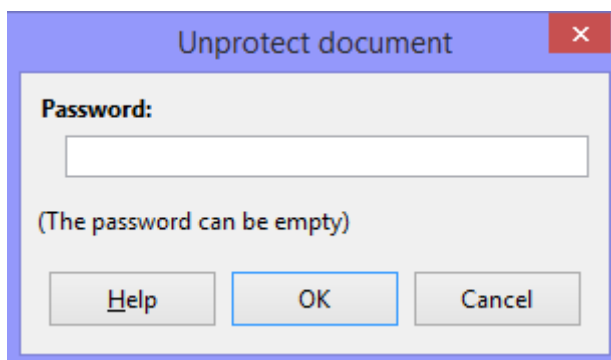 Unprotect document
Password:
(The password can be empty)
Help OK Cancel